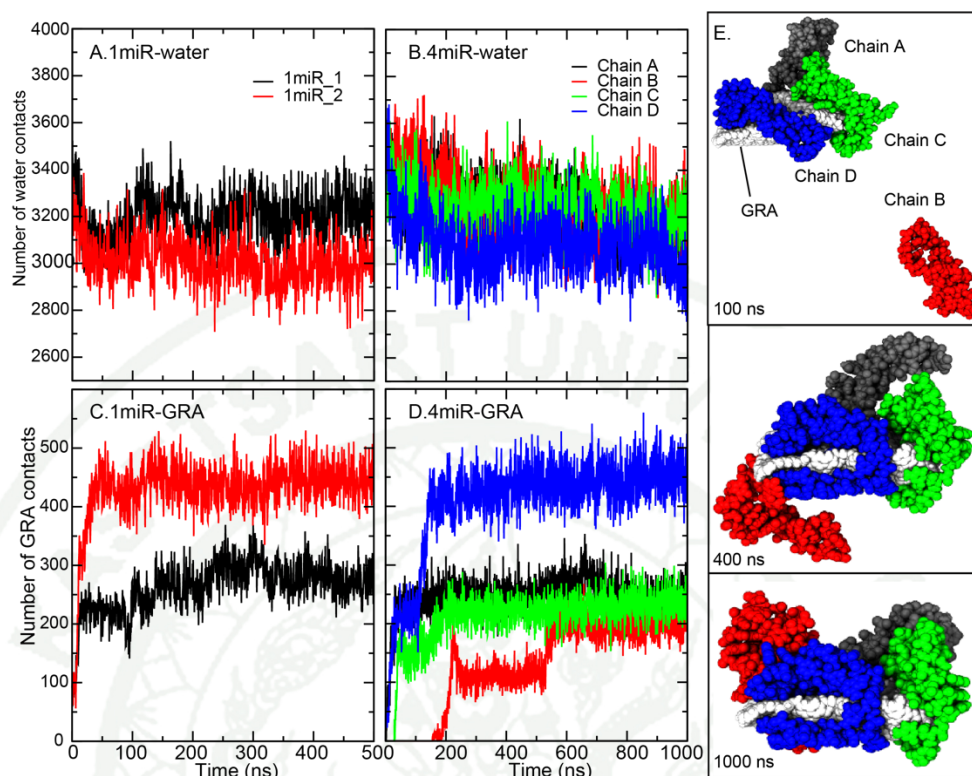 A.1miR-water
1miR_1
1miR_2
Number of water contacts
4000
3800
3600
3400
3200
3000
2800
2600
B.4miR-water
Chain A
Chain B
Chain C
Chain D
C.1miR-GRA
Number of GRA contacts
500
400
300
200
100
0
0 100 200 300 400 500
Time (ns)
D.4miR-GRA
0 200 400 600 800 1000
Time (ns)
E.
Chain A
Chain C
Chain D
GRA
Chain B
100 ns
400 ns
1000 ns